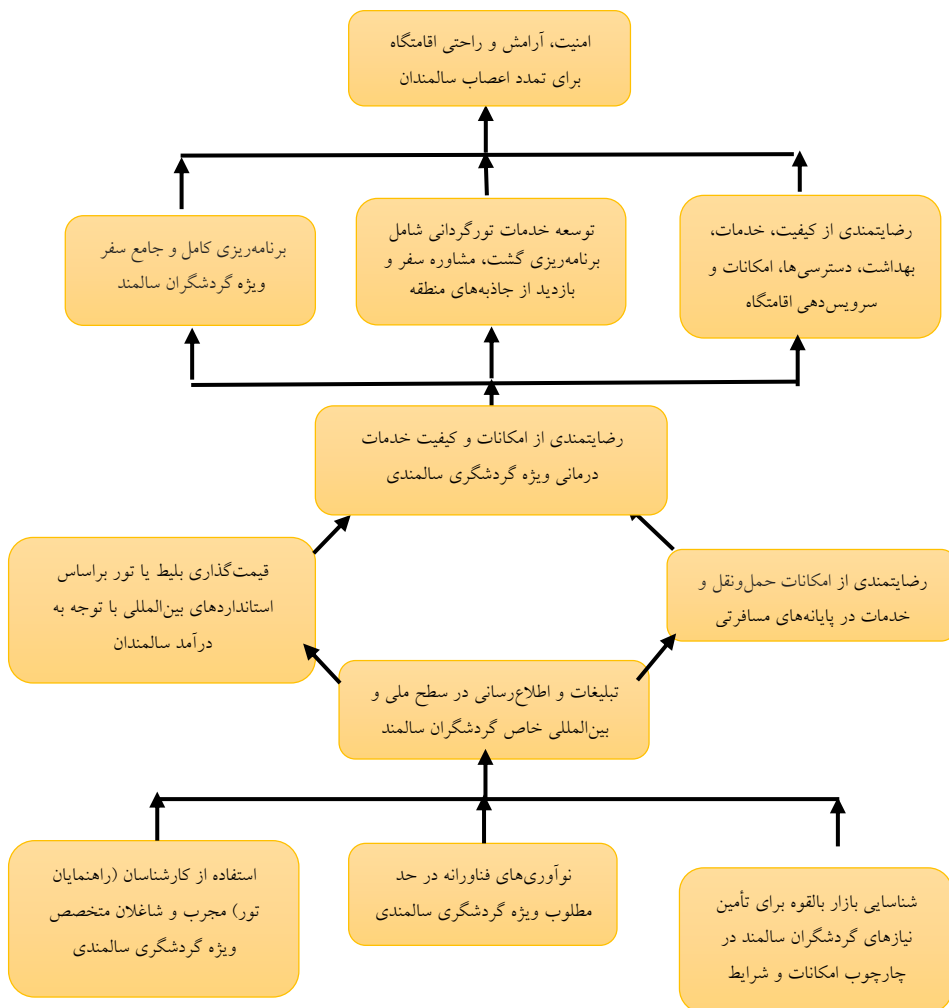 امنیت، آرامش و راحتی اقامتگاه
برای تمدد اعصاب سالمندان
رضایتمندی از کیفیت، خدمات،
بهداشت، دسترسی‌ها، امکانات و
سرویس‌دهی اقامتگاه
توسعه خدمات تورگردانی شامل
برنامه‌ریزی گشت، مشاوره سفر و
بازدید از جاذبه‌های منطقه
برنامه‌ریزی کامل و جامع سفر
ویژه گردشگران سالمند
رضایتمندی از امکانات و کیفیت خدمات
درمانی ویژه گردشگری سالمندی
رضایتمندی از امکانات حمل‌ونقل و
خدمات در پایانه‌های مسافرتی
قیمت‌گذاری بلیط یا تور براساس
استانداردهای بین‌المللی با توجه به
درآمد سالمندان
تبلیغات و اطلاع‌رسانی در سطح ملی و
بین‌المللی خاص گردشگران سالمند
شناسایی بازار بالقوه برای تأمین
نیازهای گردشگران سالمند در
چارچوب امکانات و شرایط
نوآوری‌های فناورانه در حد
مطلوب ویژه گردشگری سالمندی
استفاده از کارشناسان (راهنمایان
تور) مجرب و شاغلان متخصص
ویژه گردشگری سالمندی